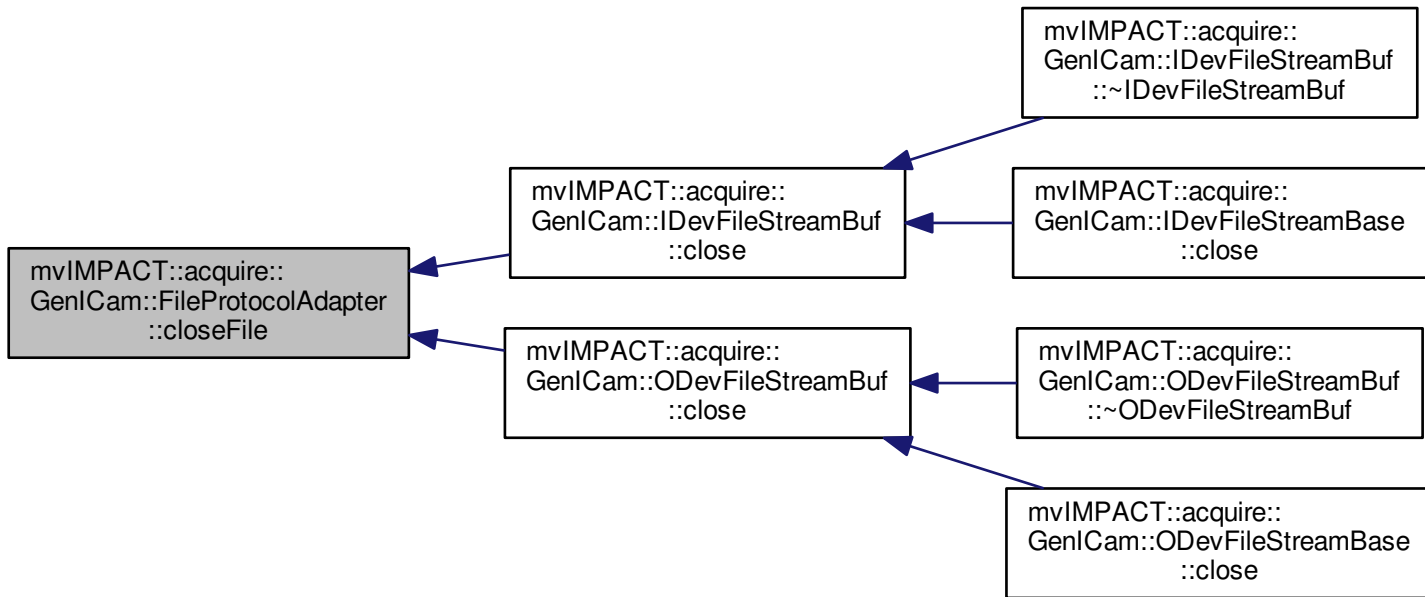 mvIMPACT::acquire::
GenICam::IDevFileStreamBuf
::~IDevFileStreamBuf
mvIMPACT::acquire::
GenICam::IDevFileStreamBuf
::close
mvIMPACT::acquire::
GenICam::IDevFileStreamBase
::close
mvIMPACT::acquire::
GenICam::FileProtocolAdapter
::closeFile
mvIMPACT::acquire::
GenICam::ODevFileStreamBuf
::close
mvIMPACT::acquire::
GenICam::ODevFileStreamBuf
::~ODevFileStreamBuf
mvIMPACT::acquire::
GenICam::ODevFileStreamBase
::close